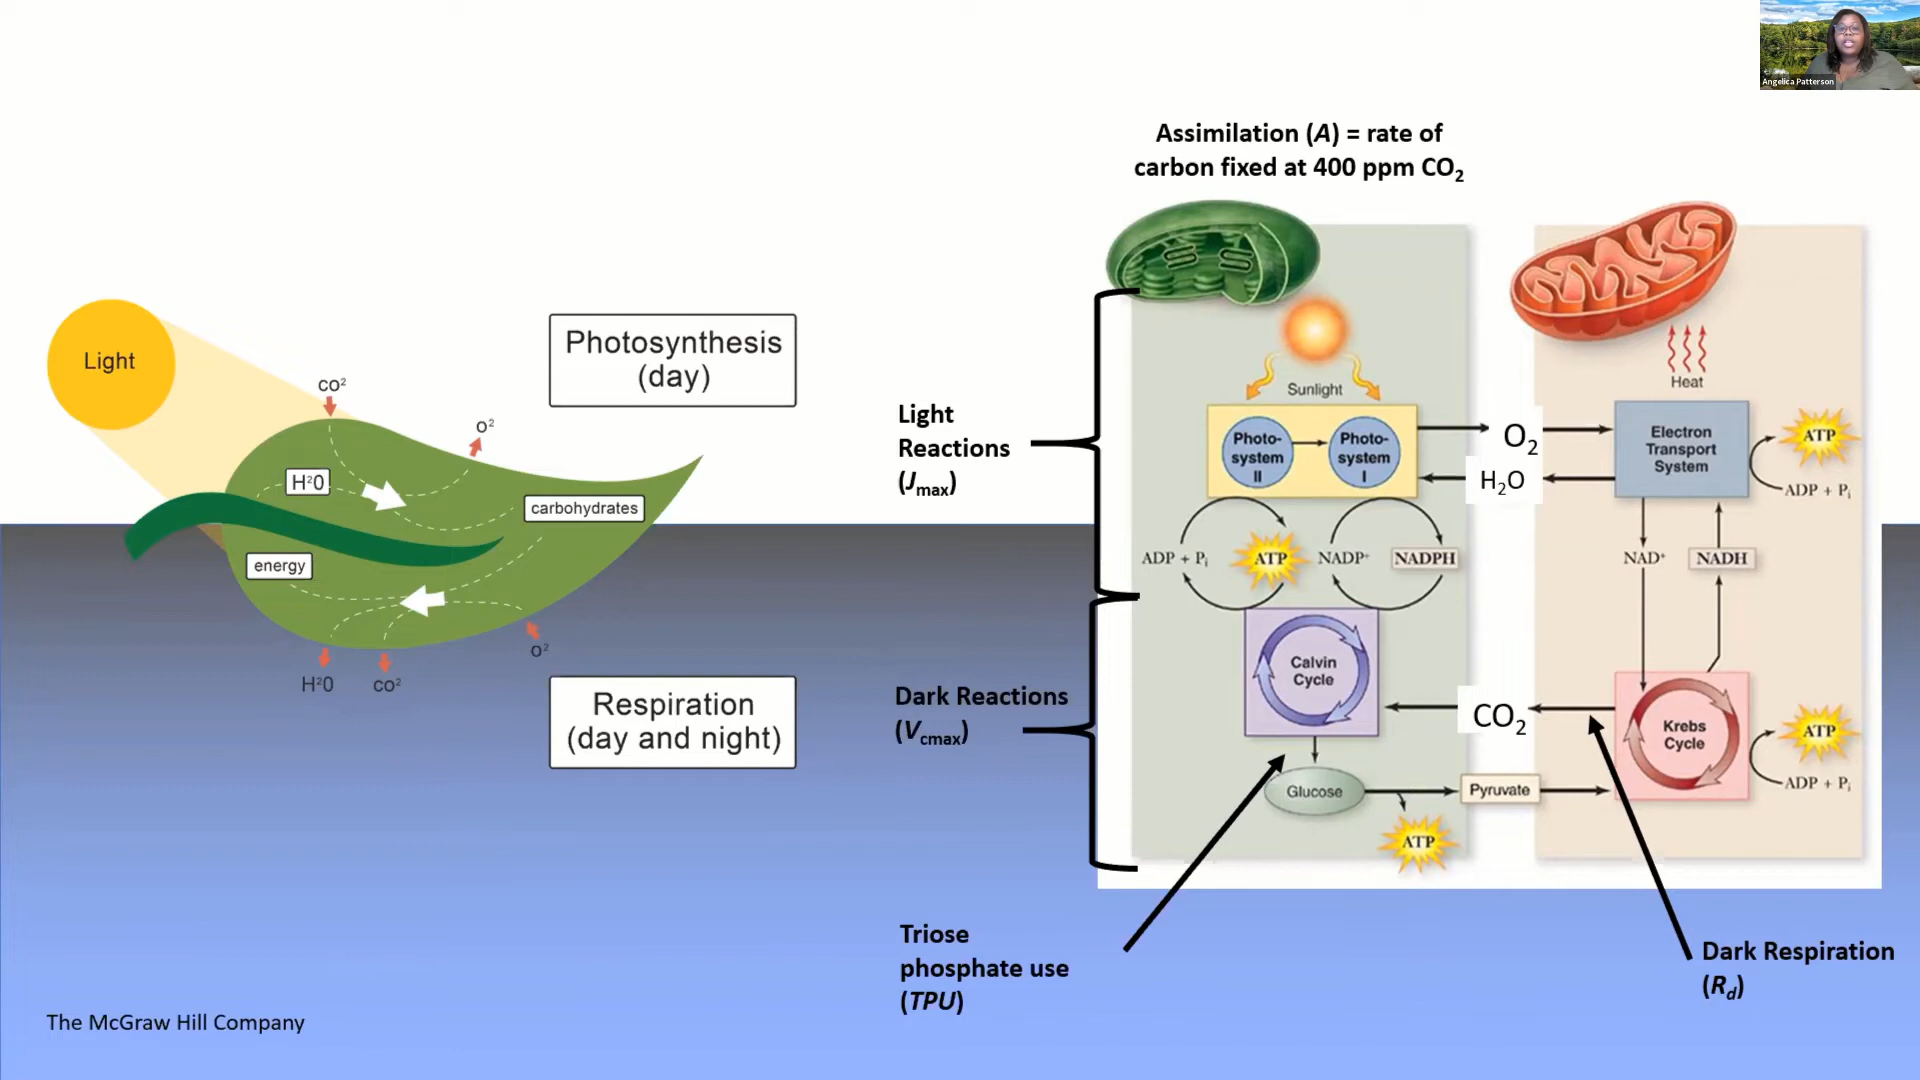 Angelica Patterson
Assimilation (A) = rate of
carbon fixed at 400 ppm CO₂
Light
Photosynthesis
(day)
co²
o²
H²0
carbohydrates
energy
o²
H²0
co²
Respiration
(day and night)
The McGraw Hill Company
Light
Reactions
(Jmax)
Dark Reactions
(Vcmax)
Triose
phosphate use
(TPU)
Sunlight
Photo-
system
II
Photo-
system
I
O₂
H₂O
ADP + Pᵢ
ATP
NADP⁺
NADPH
Calvin
Cycle
CO₂
Glucose
Pyruvate
ATP
Heat
Electron
Transport
System
ATP
ADP + Pᵢ
NAD⁺
NADH
Krebs
Cycle
ATP
ADP + Pᵢ
Dark Respiration
(Rd)